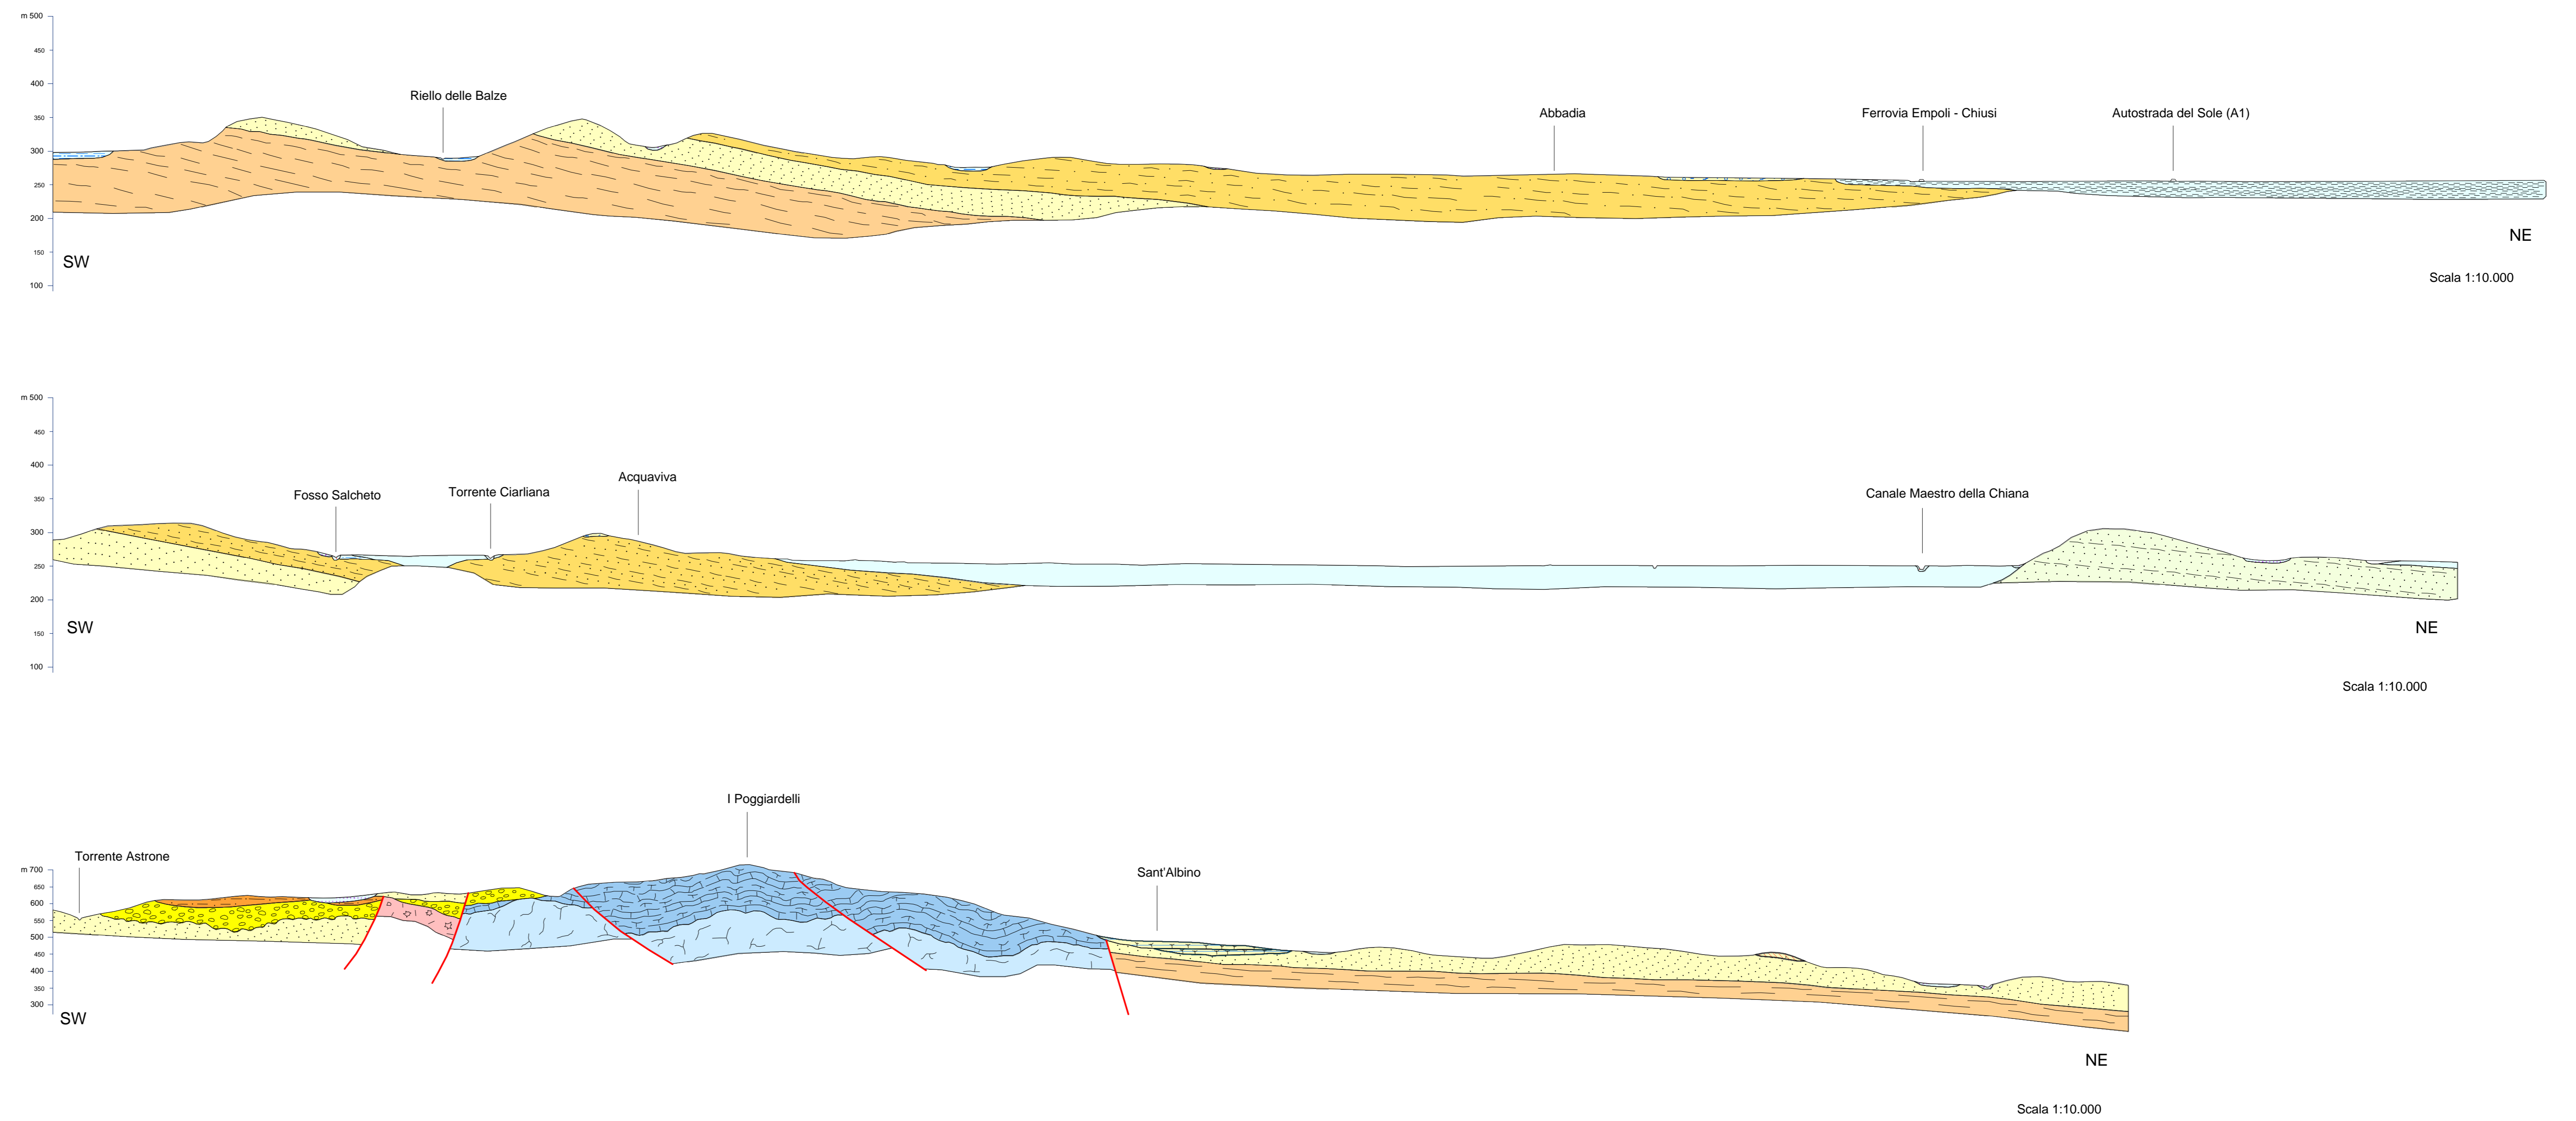 m 500
450
400
350
300
250
200
150
100
Riello delle Balze
Abbadia
Ferrovia Empoli - Chiusi
Autostrada del Sole (A1)
SW
NE
Scala 1:10.000
m 500
450
400
350
300
250
200
150
100
Fosso Salcheto
Torrente Ciarliana
Acquaviva
Canale Maestro della Chiana
SW
NE
Scala 1:10.000
I Poggiardelli
Torrente Astrone
Sant'Albino
m 700
650
600
550
500
450
400
350
300
SW
NE
Scala 1:10.000